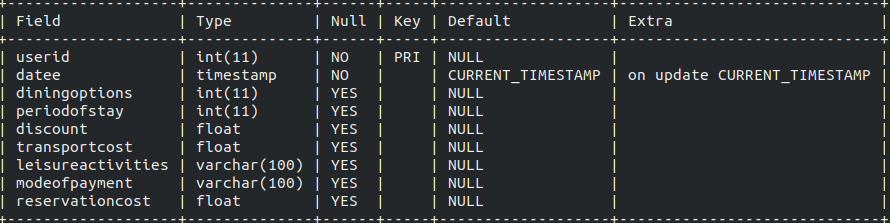 +------------------+--------------+------+-----+-------------------+-----------------------------+
| Field            | Type         | Null | Key | Default           | Extra                       |
+------------------+--------------+------+-----+-------------------+-----------------------------+
| userid           | int(11)      | NO   | PRI | NULL              |                             |
| datee            | timestamp    | NO   |     | CURRENT_TIMESTAMP | on update CURRENT_TIMESTAMP |
| diningoptions    | int(11)      | YES  |     | NULL              |                             |
| periodofstay     | int(11)      | YES  |     | NULL              |                             |
| discount         | float        | YES  |     | NULL              |                             |
| transportcost    | float        | YES  |     | NULL              |                             |
| leisureactivities | varchar(100) | YES  |     | NULL              |                             |
| modeofpayment    | varchar(100) | YES  |     | NULL              |                             |
| reservationcost  | float        | YES  |     | NULL              |                             |
+------------------+--------------+------+-----+-------------------+-----------------------------+